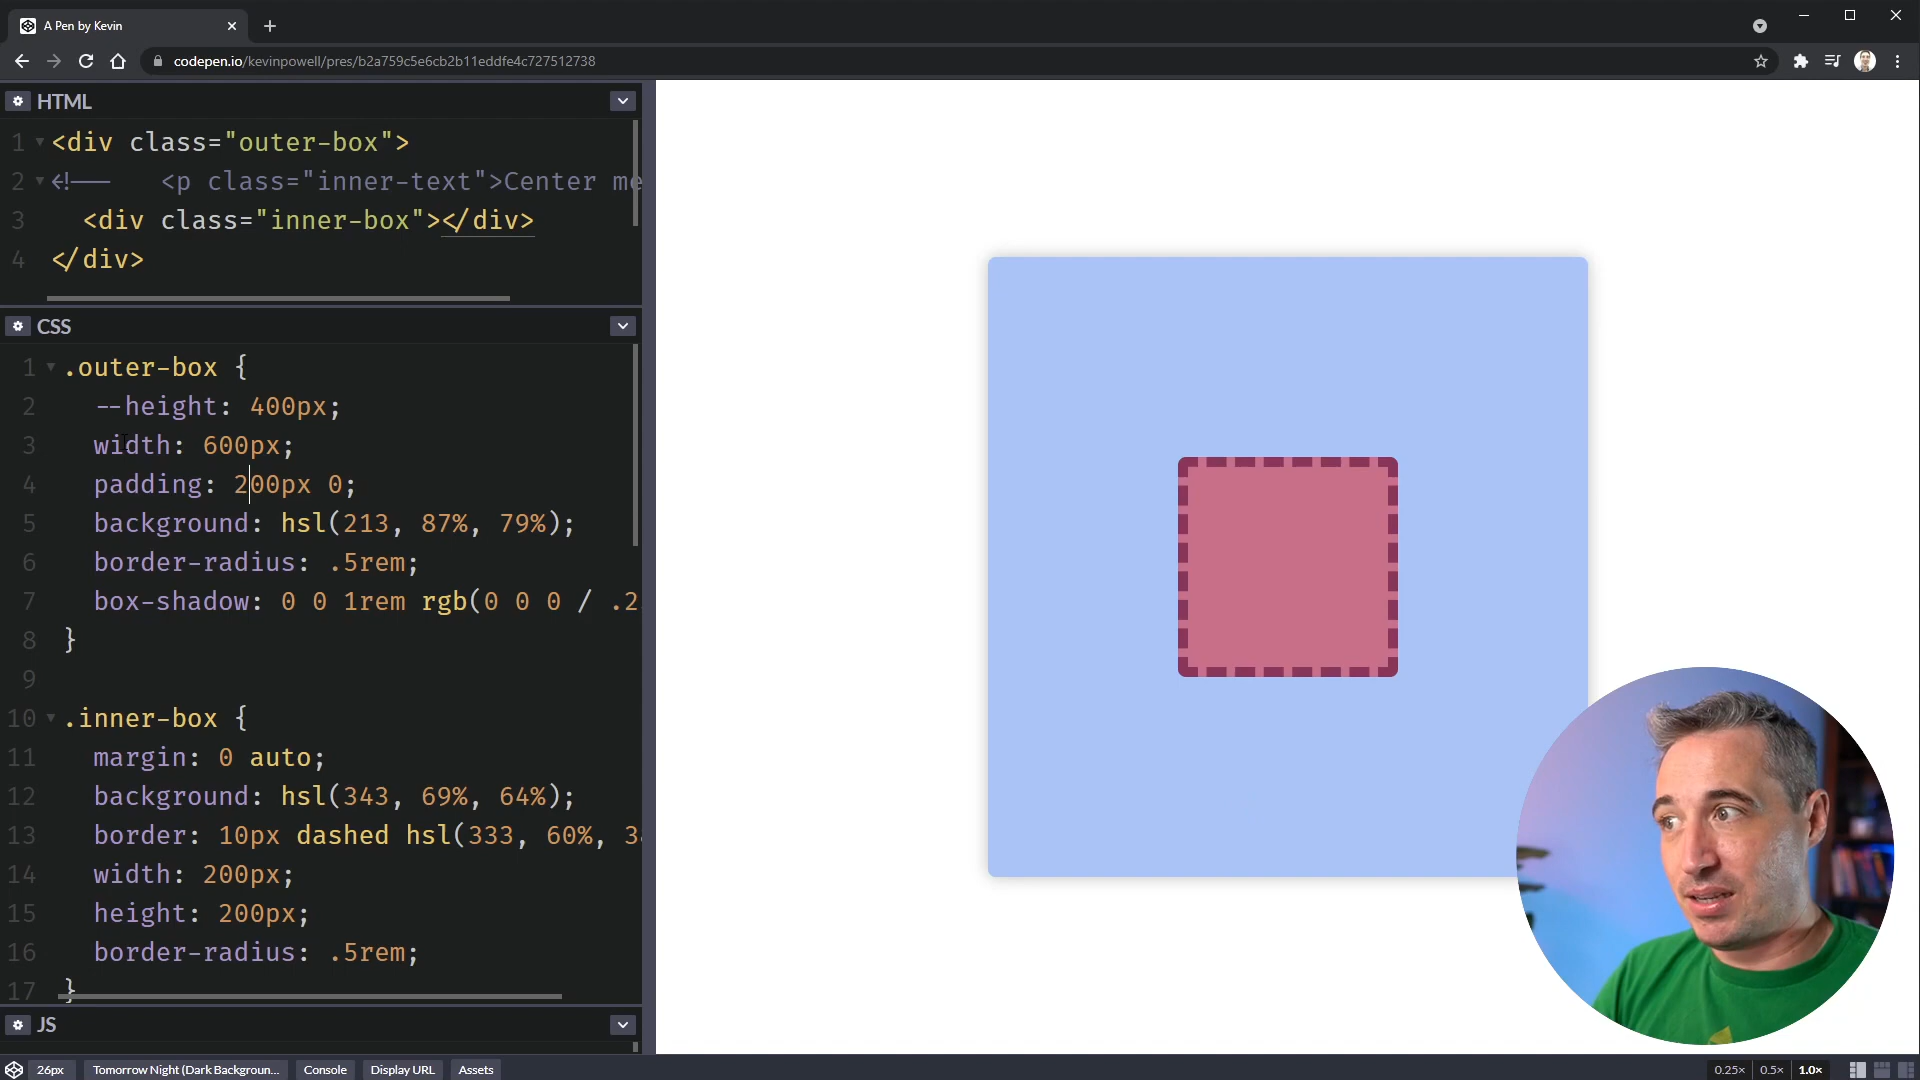 A Pen by Kevin
codepen.io/kevinpowell/pres/b2a759c5e6cb2b11eddfe4c727512738
HTML
1 <div class="outer-box">
2 <!-- <p class="inner-text">Center me
3 <div class="inner-box"></div>
4 </div>
CSS
1 .outer-box {
2 --height: 400px;
3 width: 600px;
4 padding: 200px 0;
5 background: hsl(213, 87%, 79%);
6 border-radius: .5rem;
7 box-shadow: 0 0 1rem rgb(0 0 0 / .2
8 }
9
10 .inner-box {
11 margin: 0 auto;
12 background: hsl(343, 69%, 64%);
13 border: 10px dashed hsl(333, 60%, 3
14 width: 200px;
15 height: 200px;
16 border-radius: .5rem;
17 }
JS
26px Tomorrow Night (Dark Backgroun... Console Display URL Assets 0.25× 0.5× 1.0×